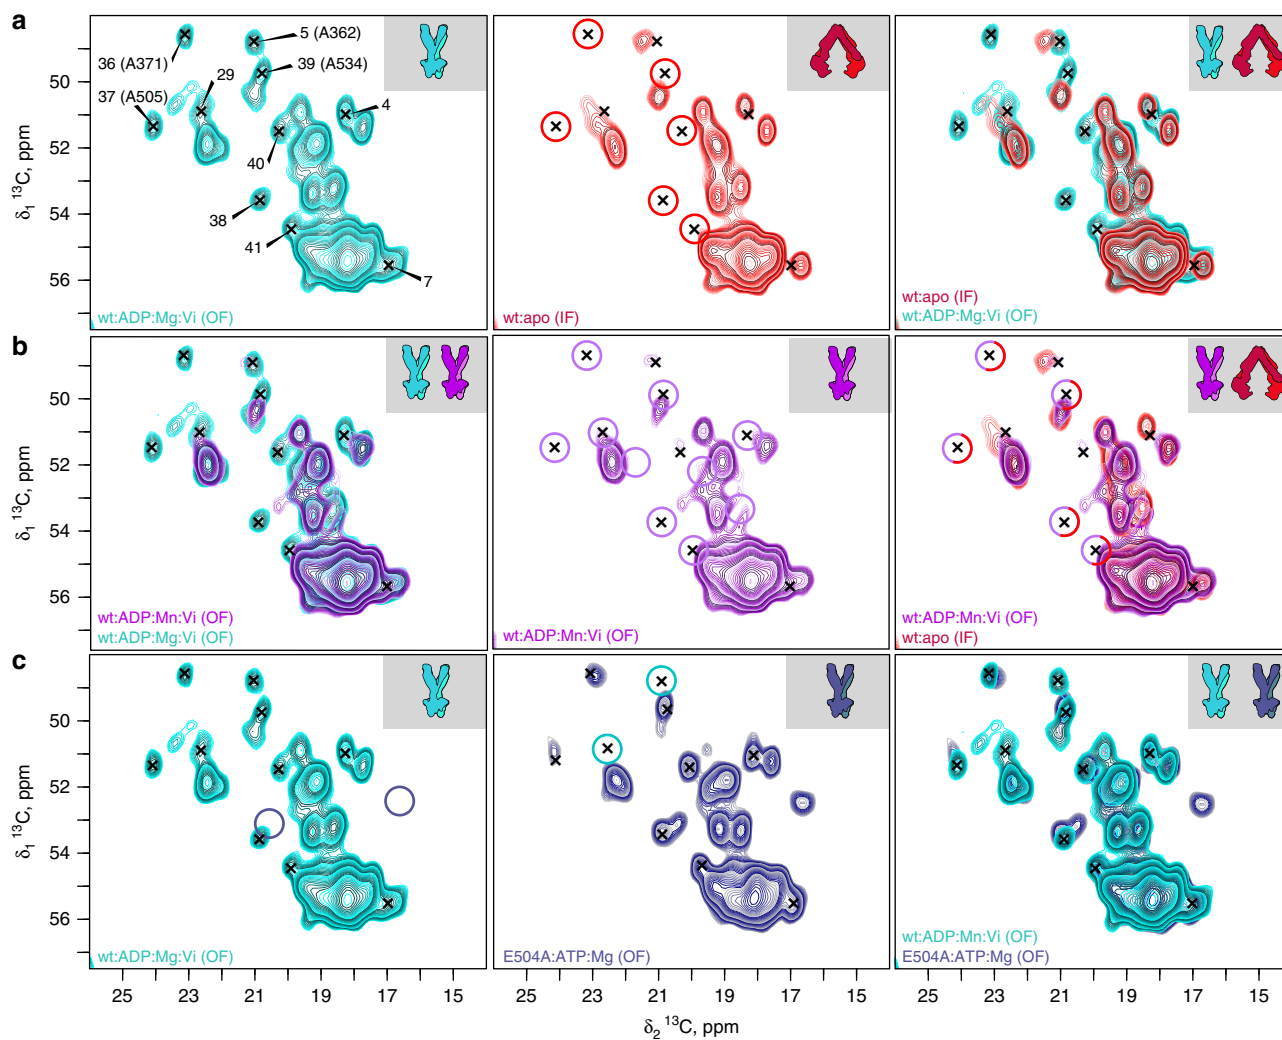 a
36 (A371)
5 (A362)
29
39 (A534)
37 (A505)
4
40
38
41
7
50
52
54
56
δ1 13C, ppm
wt:ADP:Mg:Vi (OF)
wt:apo (IF)
wt:apo (IF)
wt:ADP:Mg:Vi (OF)
b
50
52
54
56
δ1 13C, ppm
wt:ADP:Mn:Vi (OF)
wt:ADP:Mg:Vi (OF)
wt:ADP:Mn:Vi (OF)
wt:ADP:Mn:Vi (OF)
wt:apo (IF)
c
50
52
54
56
δ1 13C, ppm
wt:ADP:Mg:Vi (OF)
E504A:ATP:Mg (OF)
wt:ADP:Mn:Vi (OF)
E504A:ATP:Mg (OF)
25 23 21 19 17 15 25 23 21 19 17 15 25 23 21 19 17 15
δ2 13C, ppm